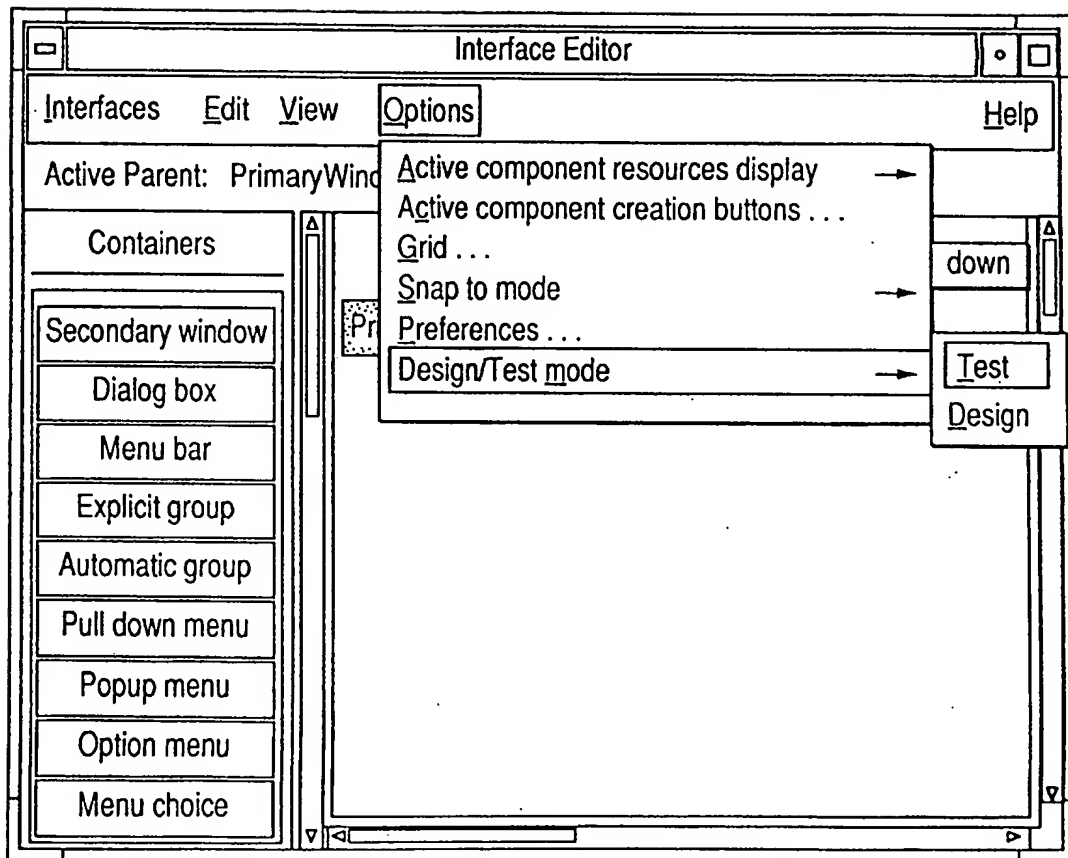 Interface Editor
Interfaces Edit View Options Help
Active Parent: PrimaryWind
Active component resources display
Active component creation buttons . . .
Grid . . .
Snap to mode
Preferences . . .
Design/Test mode
Test
Design
down
Pr
Containers
Secondary window
Dialog box
Menu bar
Explicit group
Automatic group
Pull down menu
Popup menu
Option menu
Menu choice